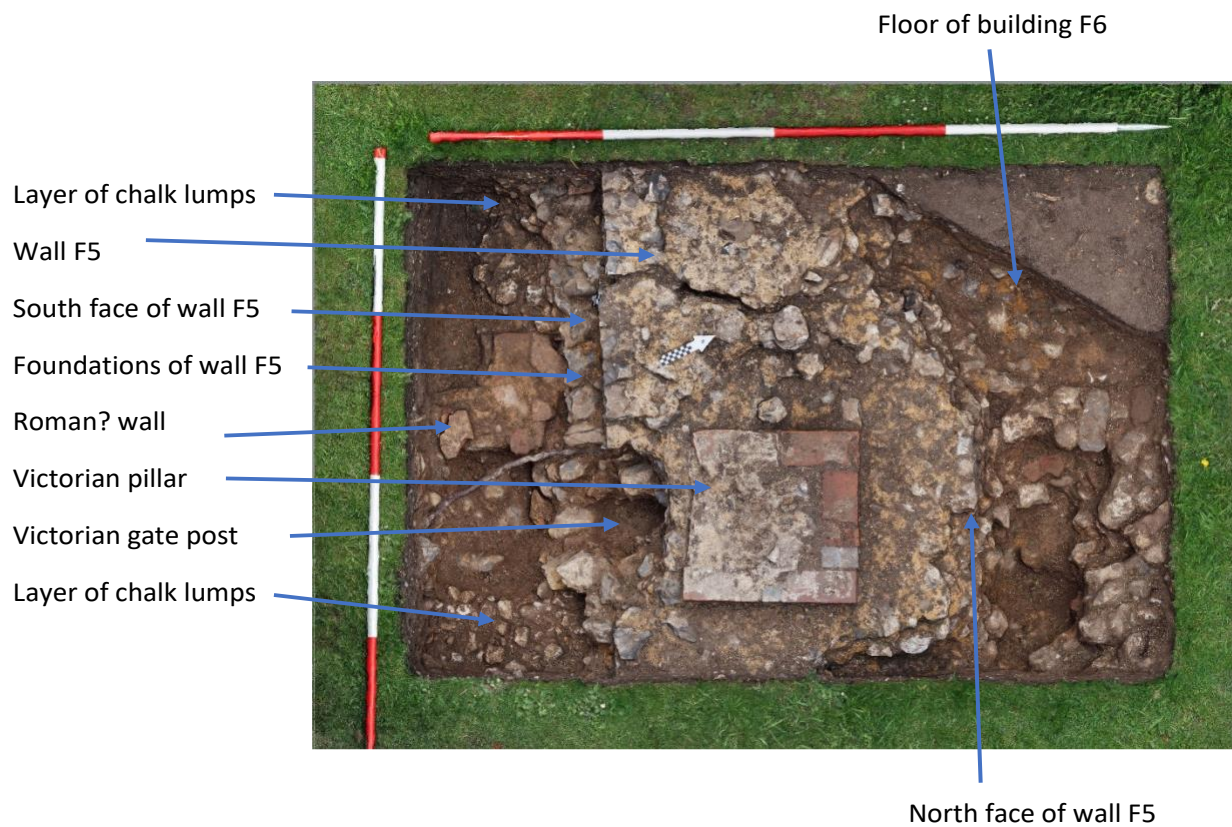 Floor of building F6
Layer of chalk lumps
Wall F5
South face of wall F5
Foundations of wall F5
Roman? wall
Victorian pillar
Victorian gate post
Layer of chalk lumps
North face of wall F5